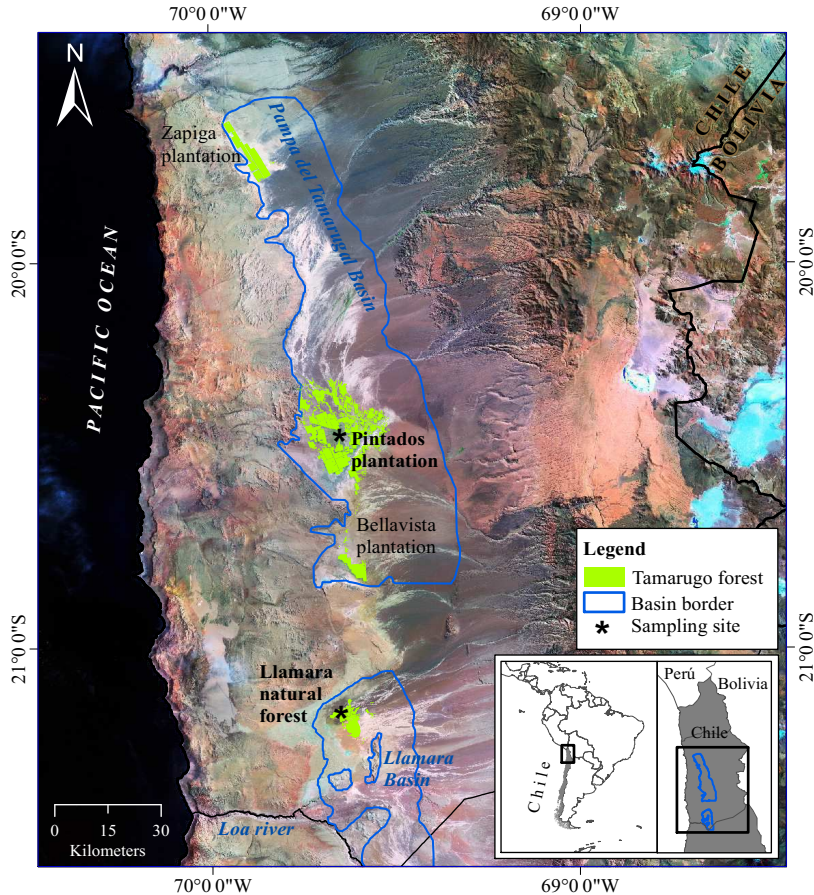 70°0'0"W
69°0'0"W
N
CHILE
BOLIVIA
Zapiga
plantation
Pampa del Tamarugal Basin
20°0'0"S
20°0'0"S
PACIFIC OCEAN
Pintados
plantation
Bellavista
plantation
Legend
Tamarugo forest
Basin border
* Sampling site
21°0'0"S
21°0'0"S
Llamara
natural
forest
Llamara
Basin
Loa river
0 15 30
Kilometers
Chile
Perú
Bolivia
Chile
70°0'0"W
69°0'0"W